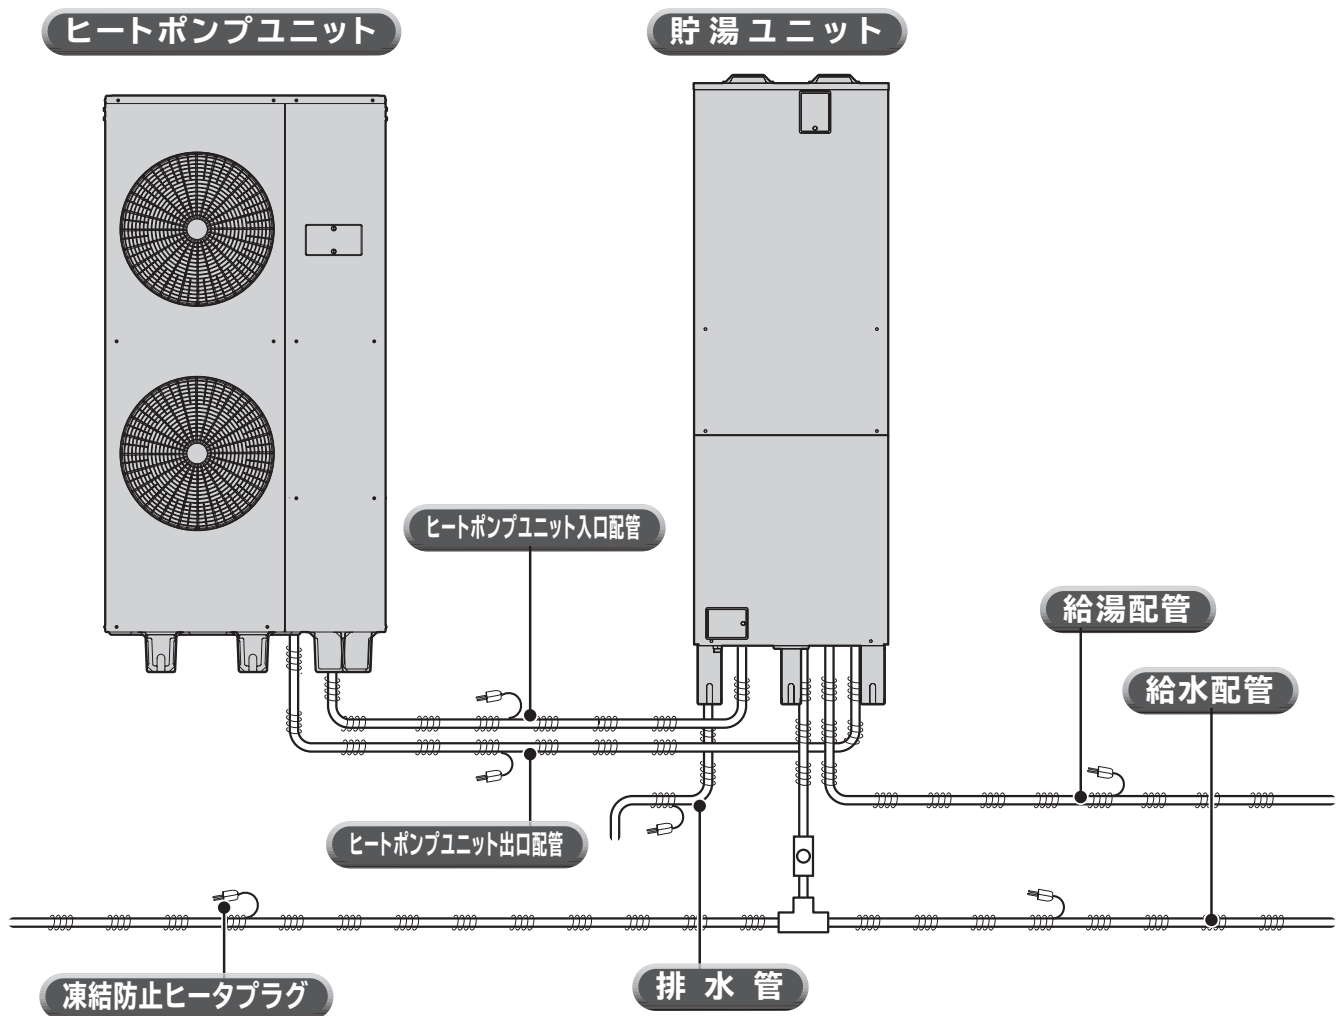 ヒートポンプユニット
貯湯ユニット
ヒートポンプユニット入口配管
給湯配管
給水配管
ヒートポンプユニット出口配管
凍結防止ヒータプラグ
排水管